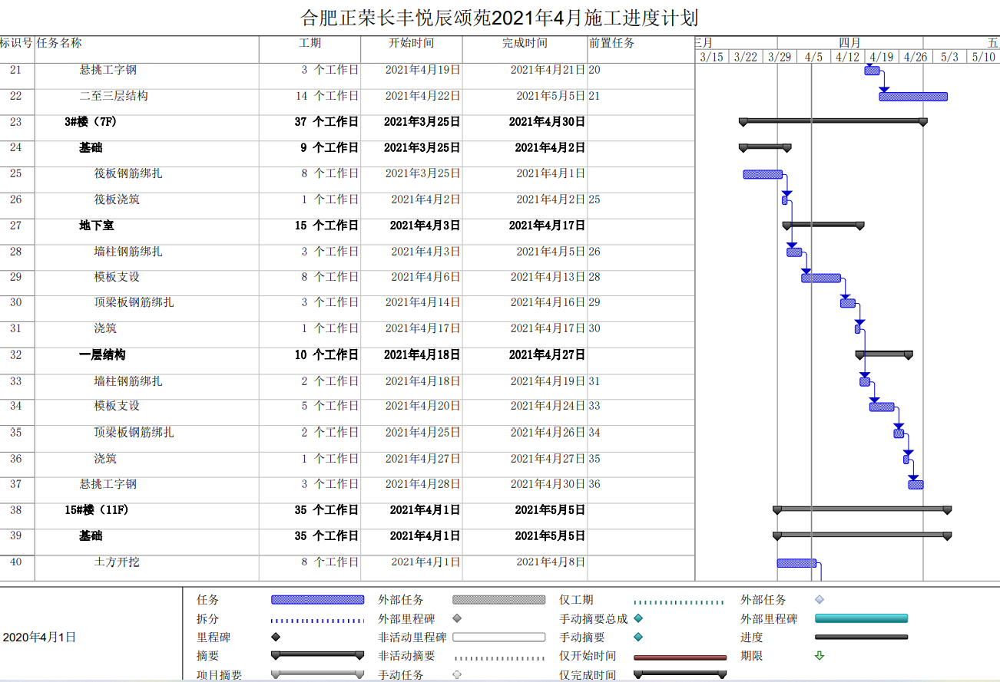 合肥正荣长丰悦辰颂苑2021年4月施工进度计划
标识号 任务名称 工期 开始时间 完成时间 前置任务 三月 四月 五
3/15 3/22 3/29 4/5 4/12 4/19 4/26 5/3 5/10
21 悬挑工字钢 3 个工作日 2021年4月19日 2021年4月21日 20
22 二至三层结构 14 个工作日 2021年4月22日 2021年5月5日 21
23 3#楼（7F） 37 个工作日 2021年3月25日 2021年4月30日
24 基础 9 个工作日 2021年3月25日 2021年4月2日
25 筏板钢筋绑扎 8 个工作日 2021年3月25日 2021年4月1日
26 筏板浇筑 1 个工作日 2021年4月2日 2021年4月2日 25
27 地下室 15 个工作日 2021年4月3日 2021年4月17日
28 墙柱钢筋绑扎 3 个工作日 2021年4月3日 2021年4月5日 26
29 模板支设 8 个工作日 2021年4月6日 2021年4月13日 28
30 顶梁板钢筋绑扎 3 个工作日 2021年4月14日 2021年4月16日 29
31 浇筑 1 个工作日 2021年4月17日 2021年4月17日 30
32 一层结构 10 个工作日 2021年4月18日 2021年4月27日
33 墙柱钢筋绑扎 2 个工作日 2021年4月18日 2021年4月19日 31
34 模板支设 5 个工作日 2021年4月20日 2021年4月24日 33
35 顶梁板钢筋绑扎 2 个工作日 2021年4月25日 2021年4月26日 34
36 浇筑 1 个工作日 2021年4月27日 2021年4月27日 35
37 悬挑工字钢 3 个工作日 2021年4月28日 2021年4月30日 36
38 15#楼（11F） 35 个工作日 2021年4月1日 2021年5月5日
39 基础 35 个工作日 2021年4月1日 2021年5月5日
40 土方开挖 8 个工作日 2021年4月1日 2021年4月8日
任务 外部任务 仅工期 外部任务
拆分 外部里程碑 手动摘要总成 外部里程碑
2020年4月1日 里程碑 非活动里程碑 手动摘要 进度
摘要 非活动摘要 仅开始时间 期限
项目摘要 手动任务 仅完成时间